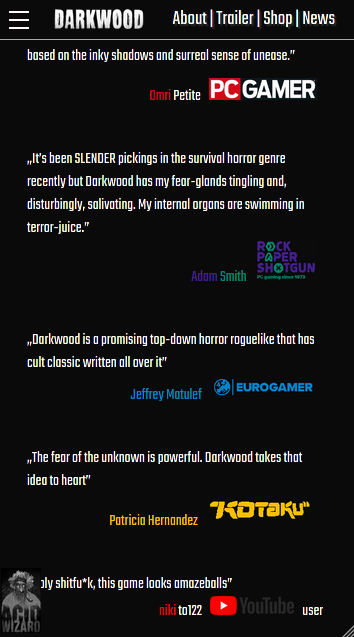 DARKWOOD
About | Trailer | Shop | News
based on the inky shadows and surreal sense of unease.”
Omri Petite PC GAMER
„It’s been SLENDER pickings in the survival horror genre
recently but Darkwood has my fear-glands tingling and,
disturbingly, salivating. My internal organs are swimming in
terror-juice.”
Adam Smith
ROCK
PAPER
SHOTGUN
PC gaming since 1873
„Darkwood is a promising top-down horror roguelike that has
cult classic written all over it”
Jeffrey Matulef EUROGAMER
„The fear of the unknown is powerful. Darkwood takes that
idea to heart”
Patricia Hernandez KOTAKU
oly shitfu*k, this game looks amazeballs”
niki to122 YouTube user
ACID
WIZARD